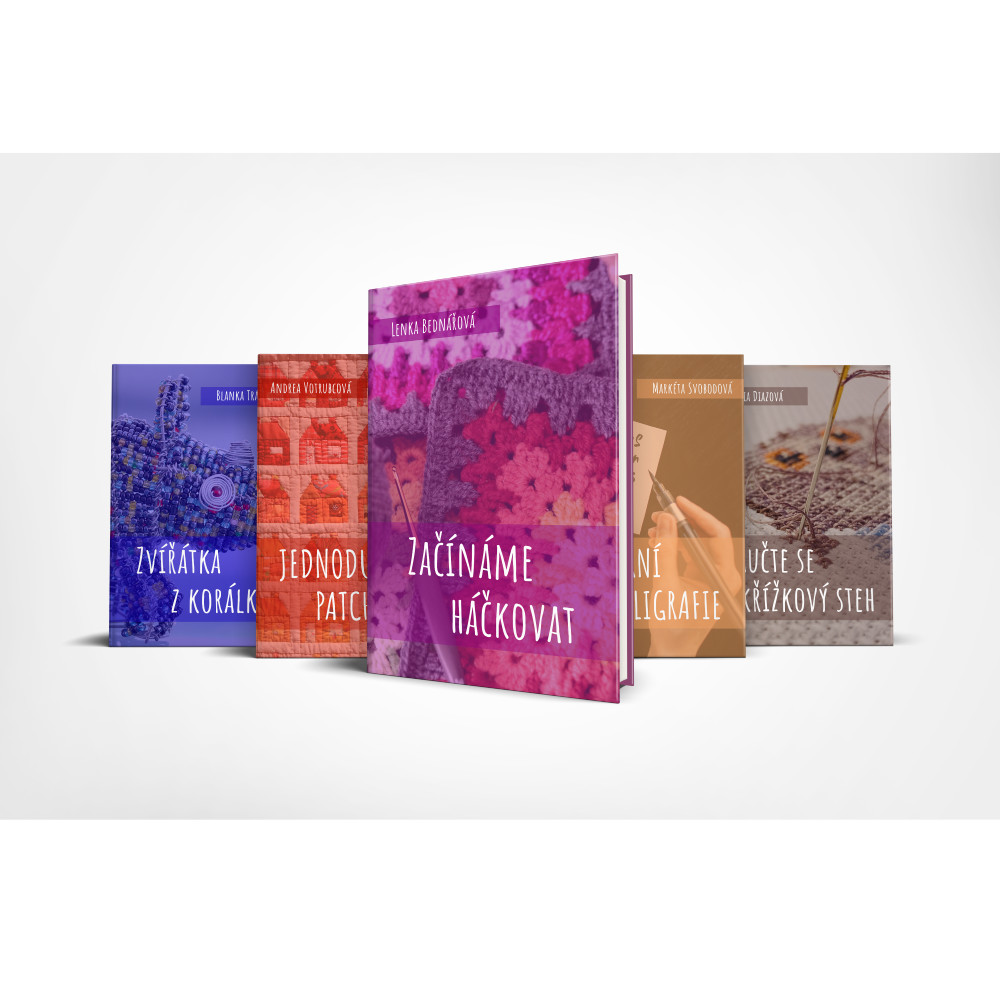 Blanka Tra
Zvířátka
z korálk
Andrea Votrubcová
jednodu
patch
Lenka Bednářová
Začínáme
háčkovat
Markéta Svobodová
ní
ligrafie
la Diazová
učte se
křížkový steh